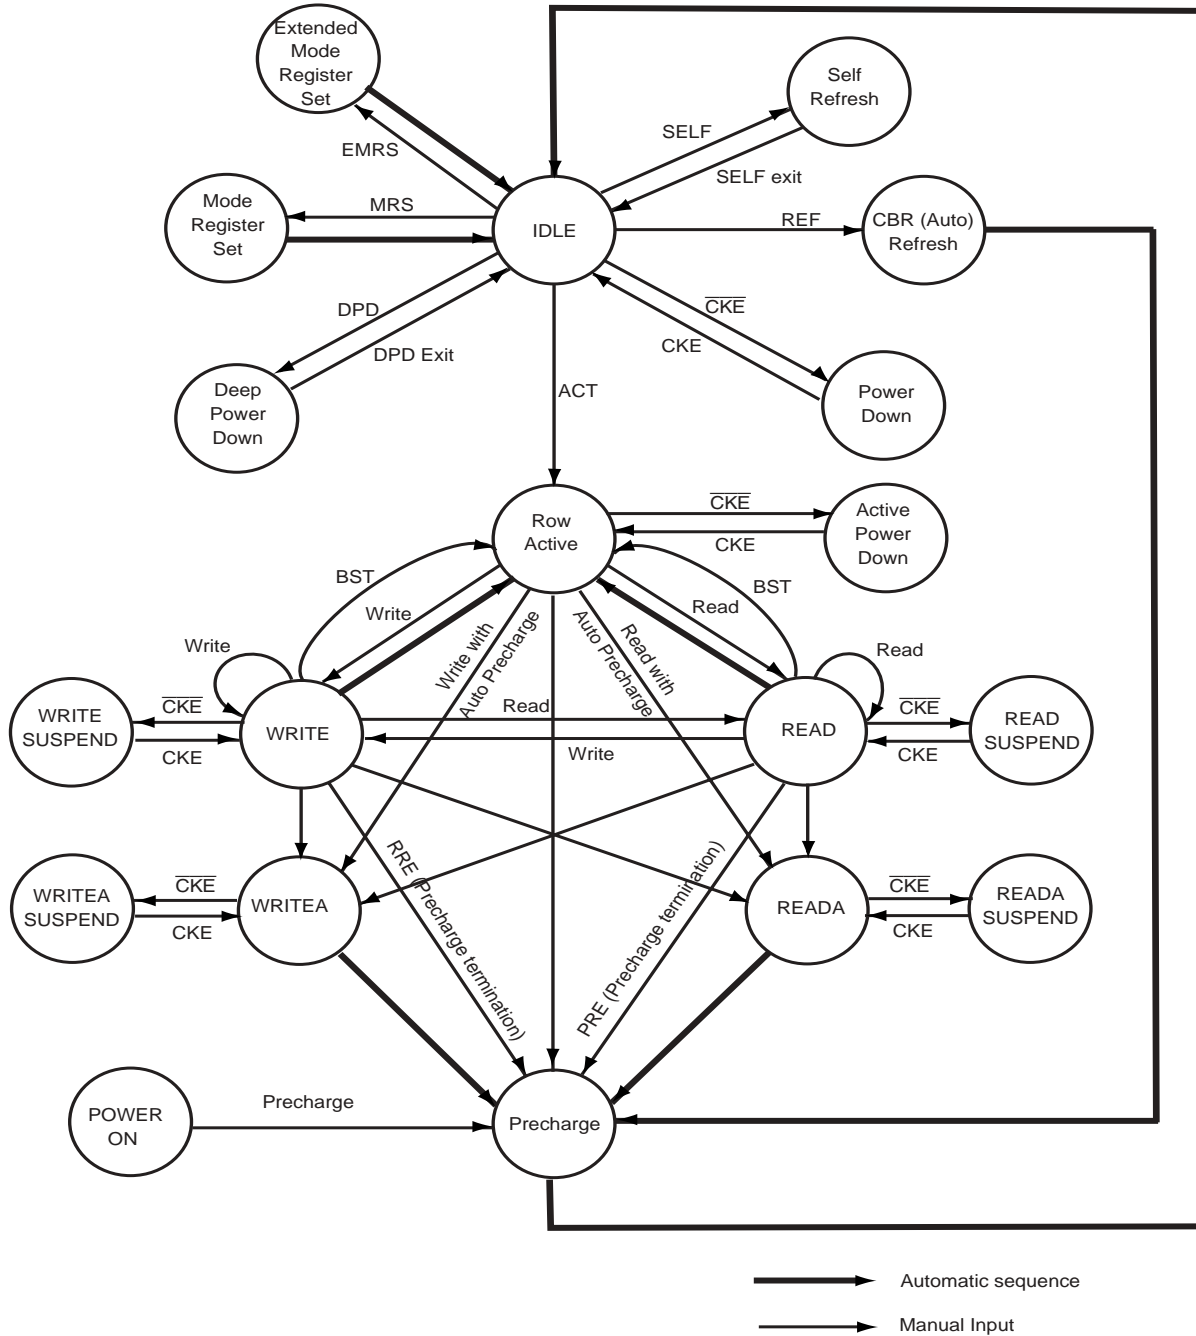 Extended
Mode
Register
Set
Self
Refresh
SELF
EMRS
SELF exit
Mode
Register
Set
MRS
IDLE
REF
CBR (Auto)
Refresh
DPD
CKE
DPD Exit
CKE
Deep
Power
Down
ACT
Power
Down
Row
Active
CKE
CKE
Active
Power
Down
BST
BST
Write
Read
Write with
Auto Precharge
Read with
Auto Precharge
Write
Read
WRITE
SUSPEND
CKE
CKE
WRITE
Read
Write
READ
CKE
CKE
READ
SUSPEND
RRE (Precharge termination)
PRE (Precharge termination)
WRITEA
SUSPEND
CKE
CKE
WRITEA
READA
CKE
CKE
READA
SUSPEND
POWER
ON
Precharge
Precharge
Automatic sequence
Manual Input